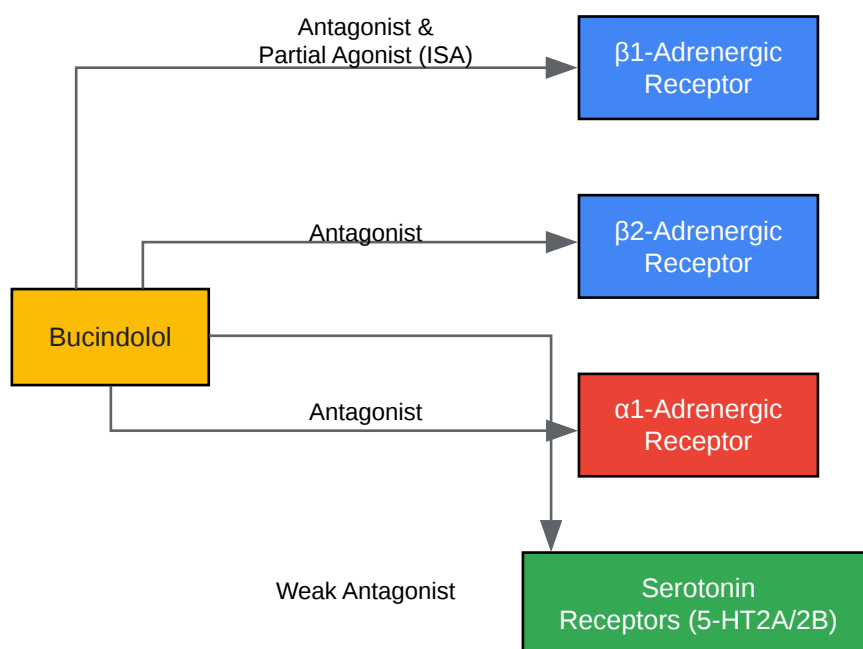 Antagonist &
Partial Agonist (ISA)
β1-Adrenergic
Receptor
Antagonist
β2-Adrenergic
Receptor
Bucindolol
Antagonist
α1-Adrenergic
Receptor
Weak Antagonist
Serotonin
Receptors (5-HT2A/2B)